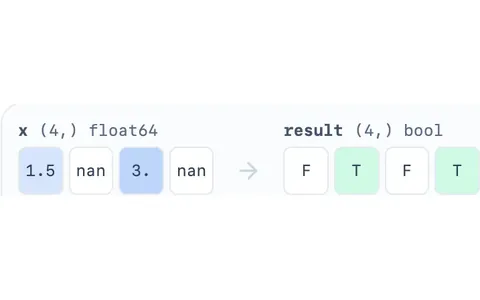 x (4,) float64 result (4,) bool
1.5 nan 3. nan → F T F T